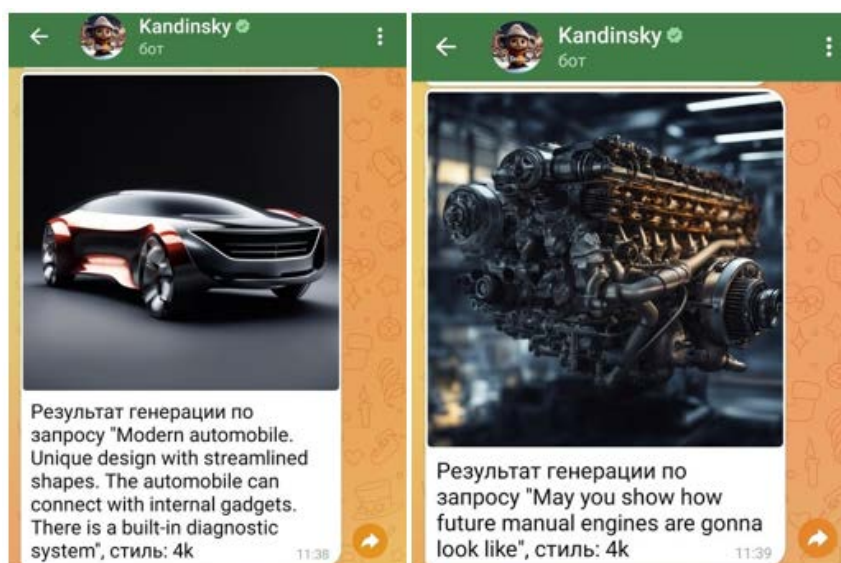 Kandinsky
бот
Результат генерации по
запросу "Modern automobile.
Unique design with streamlined
shapes. The automobile can
connect with internal gadgets.
There is a built-in diagnostic
system", стиль: 4k
11:38
Kandinsky
бот
Результат генерации по
запросу "May you show how
future manual engines are gonna
look like", стиль: 4k
11:39